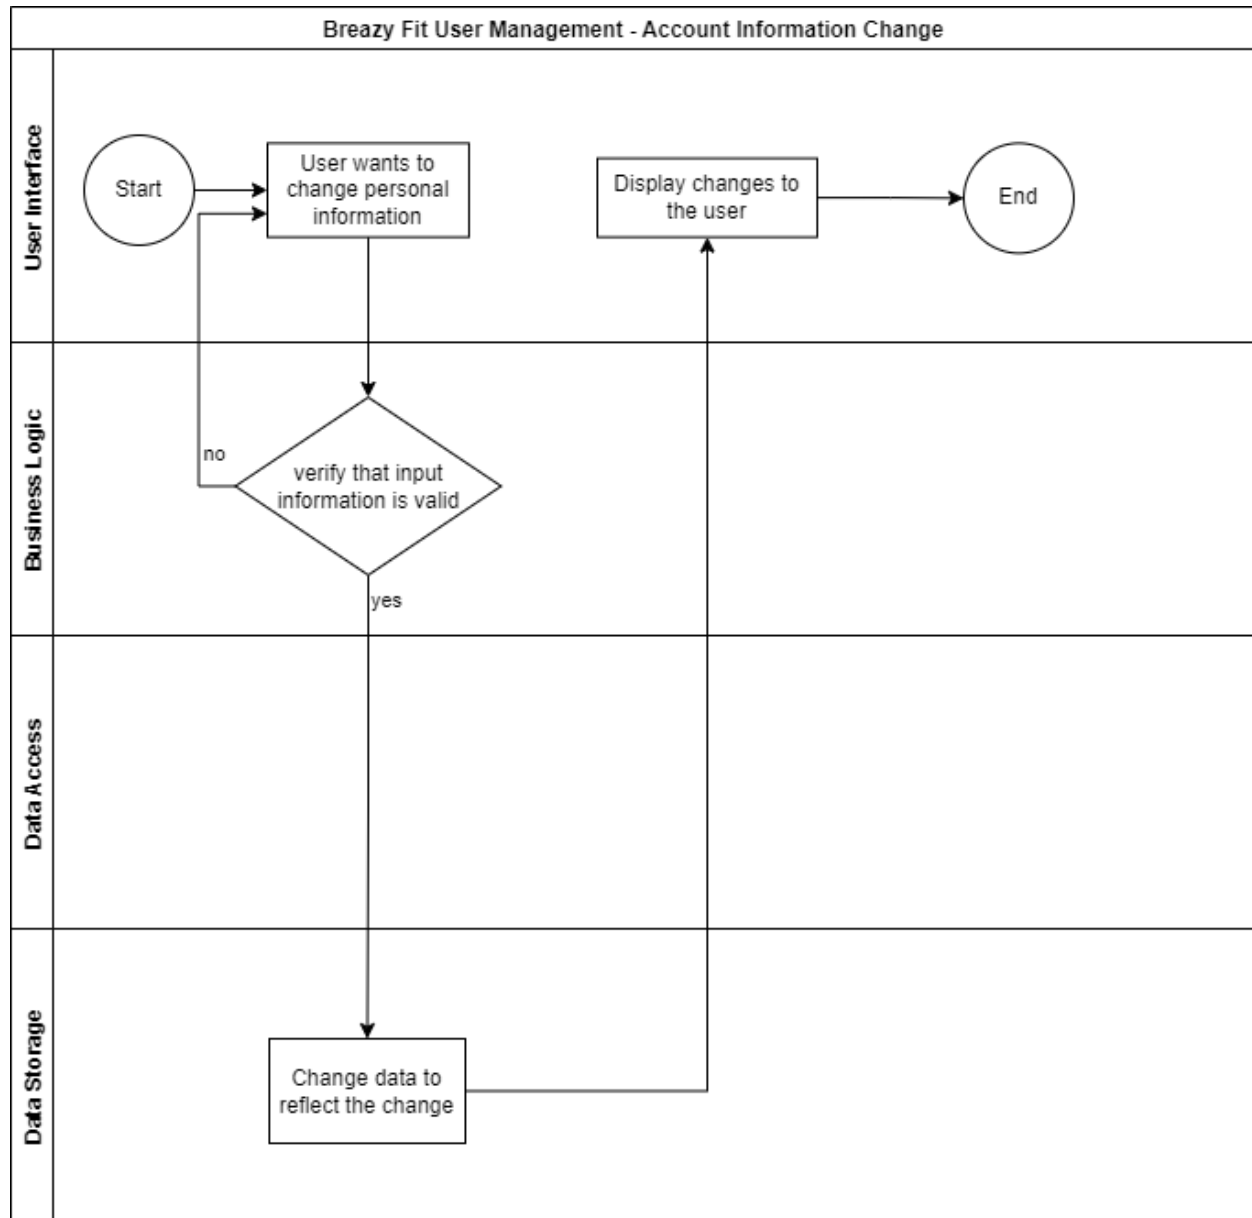 Breazy Fit User Management - Account Information Change
User Interface
Start
User wants to
change personal
information
Display changes to
the user
End
Business Logic
no
verify that input
information is valid
yes
Data Access
Data Storage
Change data to
reflect the change